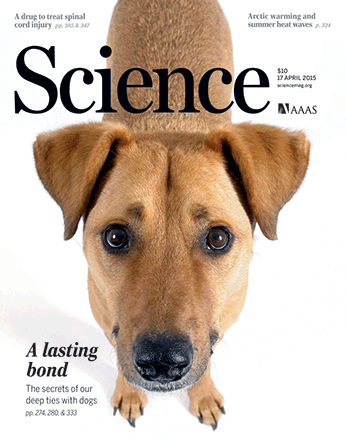 A drug to treat spinal
cord injury pp. 283 & 347
Arctic warming and
summer heat waves p. 324
Science
$10
17 APRIL 2015
sciencemag.org
AAAS
A lasting
bond
The secrets of our
deep ties with dogs
pp. 274, 280, & 333